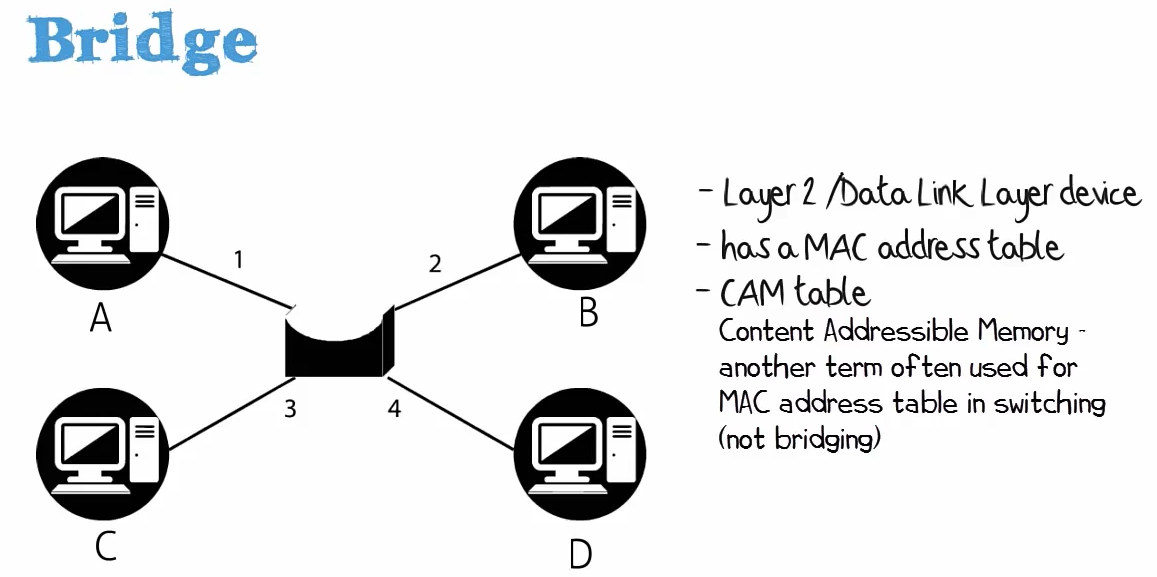 Bridge
1
2
A
B
3
4
C
D
- Layer 2 /Data Link Layer device
- has a MAC address table
- CAM table
Content Addressible Memory -
another term often used for
MAC address table in switching
(not bridging)